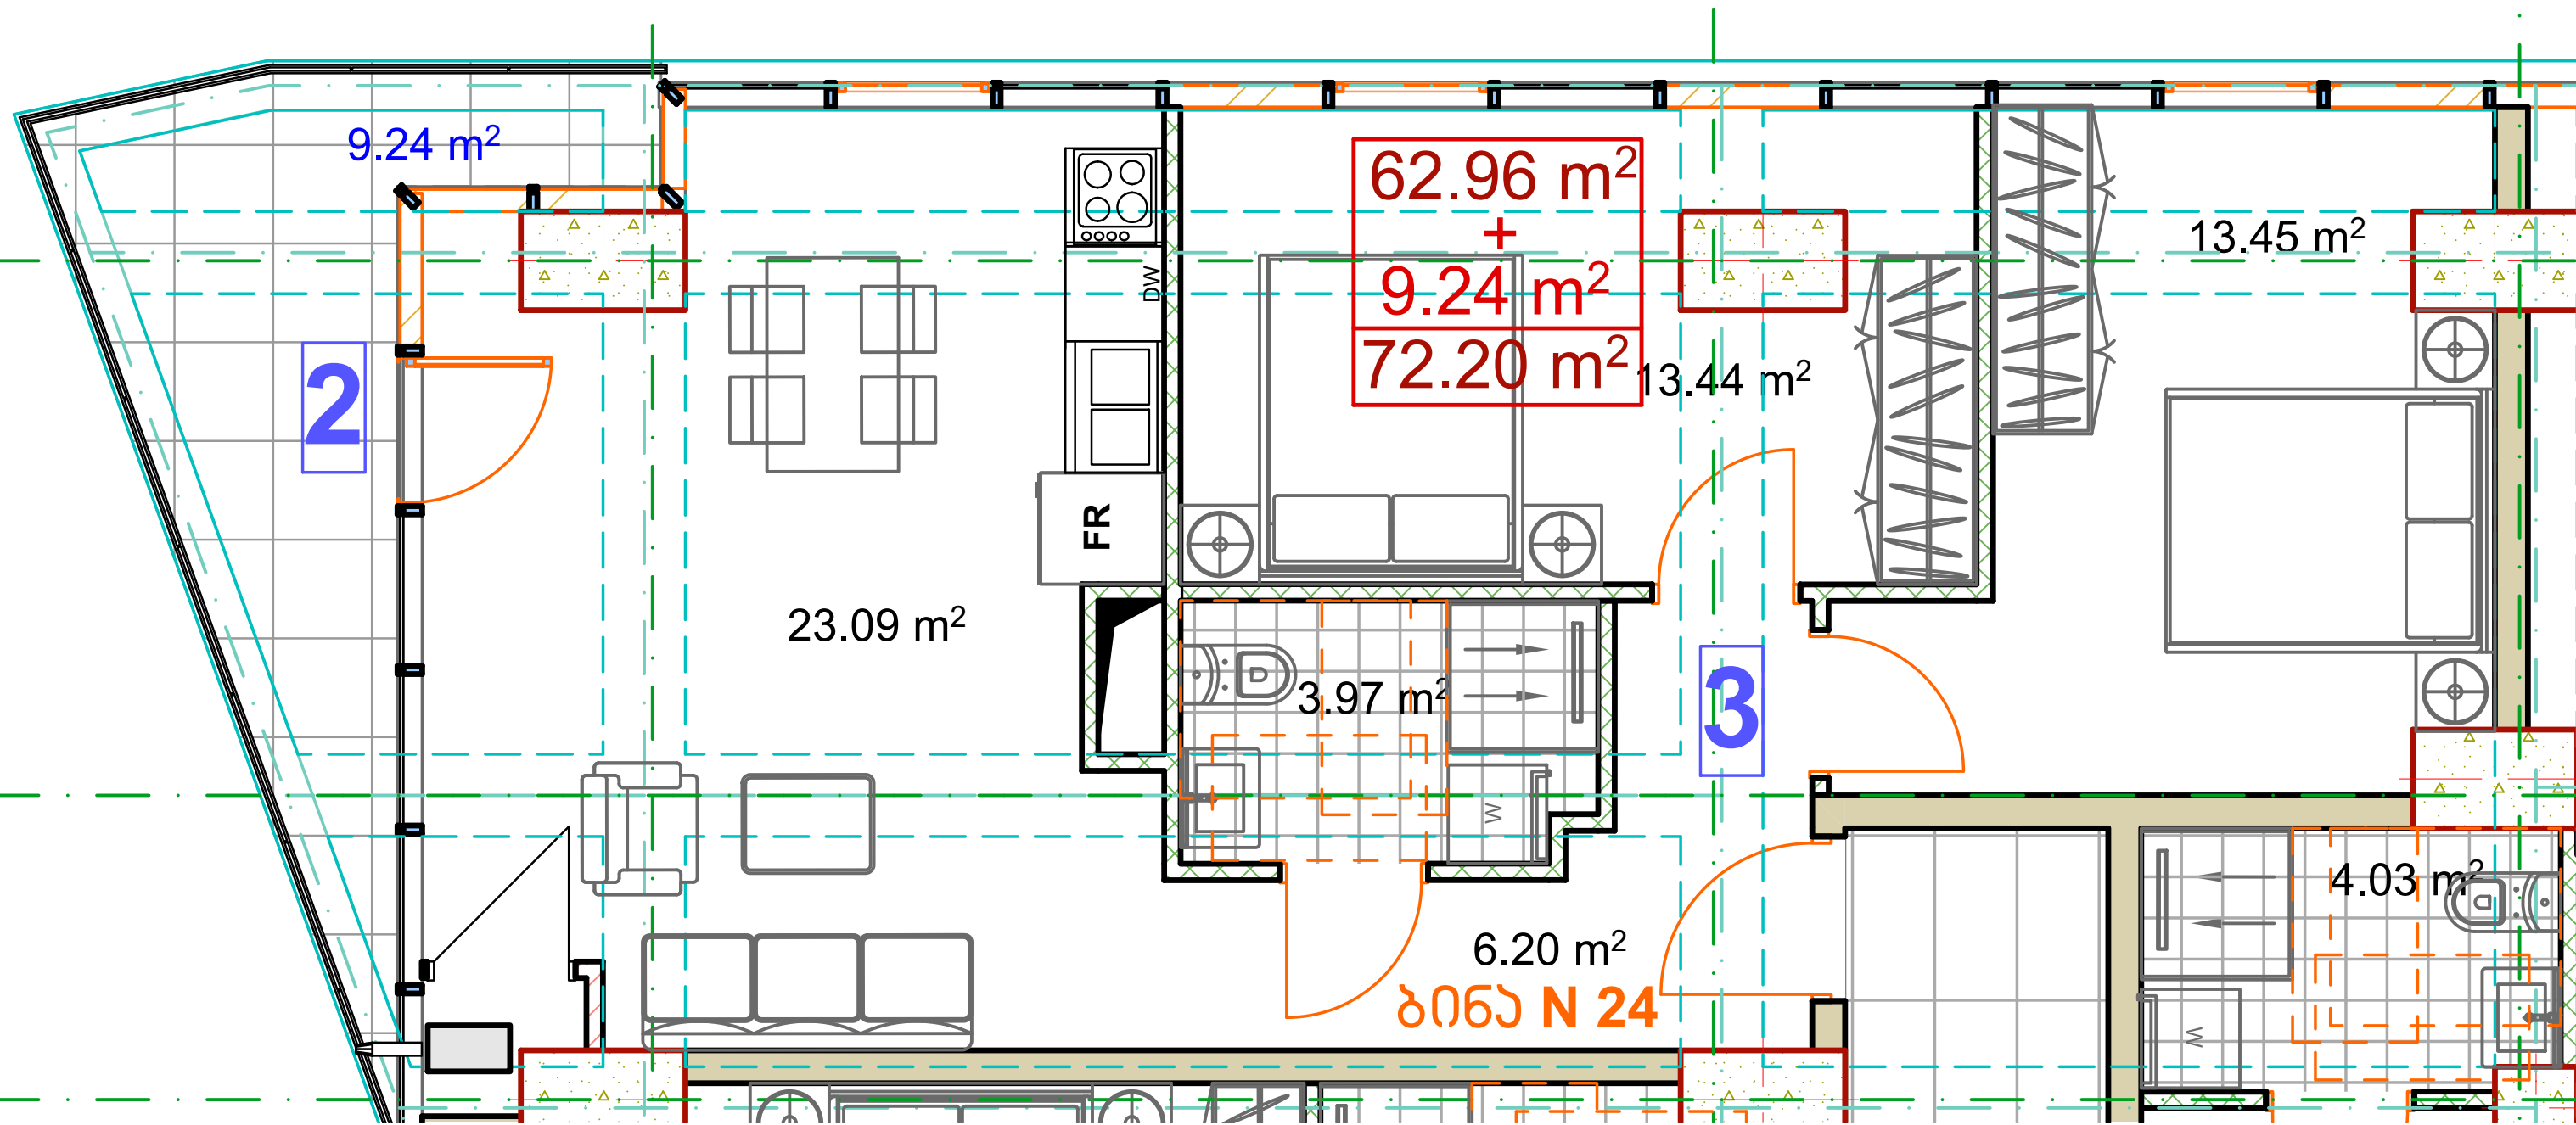 9.24 m²
62.96 m²
+
9.24 m²
72.20 m²
13.45 m²
DW
2
13.44 m²
FR
23.09 m²
3.97 m²
3
W
4.03 m²
6.20 m²
ბინა N 24
W